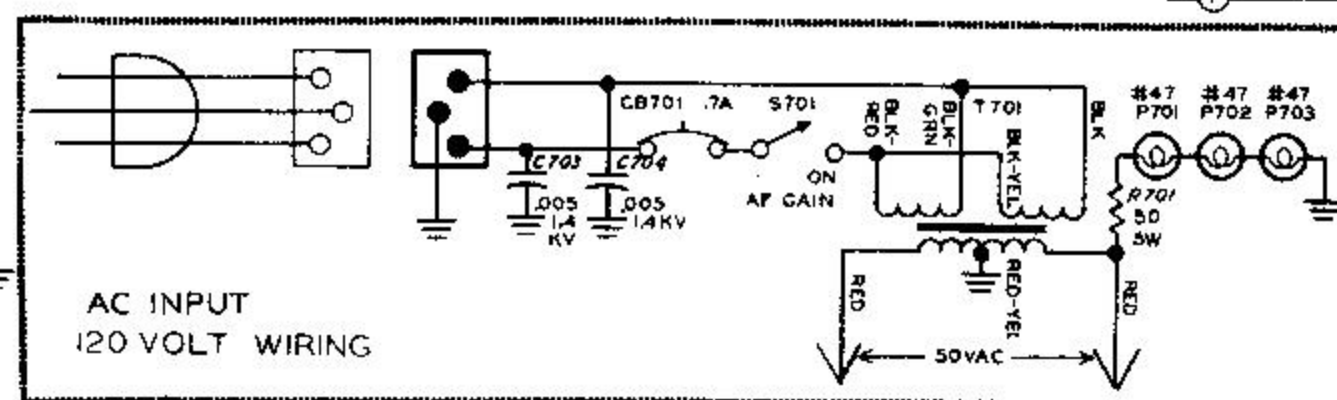 #47 #47 #47
P701 P702 P703
CB701 .7A S701
BLK-RED
BLK-GRN
T701
BLK-YEL
BLK
C703
.005
1.4
KV
C704
.005
1.4KV
ON
AF GAIN
R701
50
5W
RED
RED-YEL
RED
50VAC
AC INPUT
120 VOLT WIRING